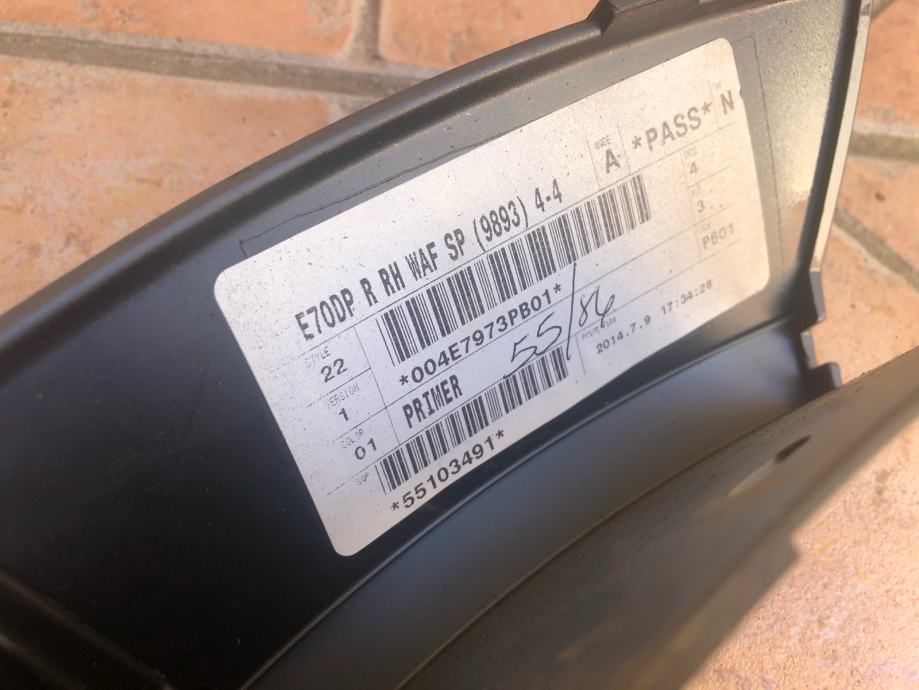 E70DP R RH WAF SP (9893) 4-4
MODE
A
*PASS*
N
STYLE
22
*004E7973PB01*
4
3..
PB01
VERSION
1
PRIMER
55/86
2014.7.9 17:34:26
COLOR
01
*55103491*